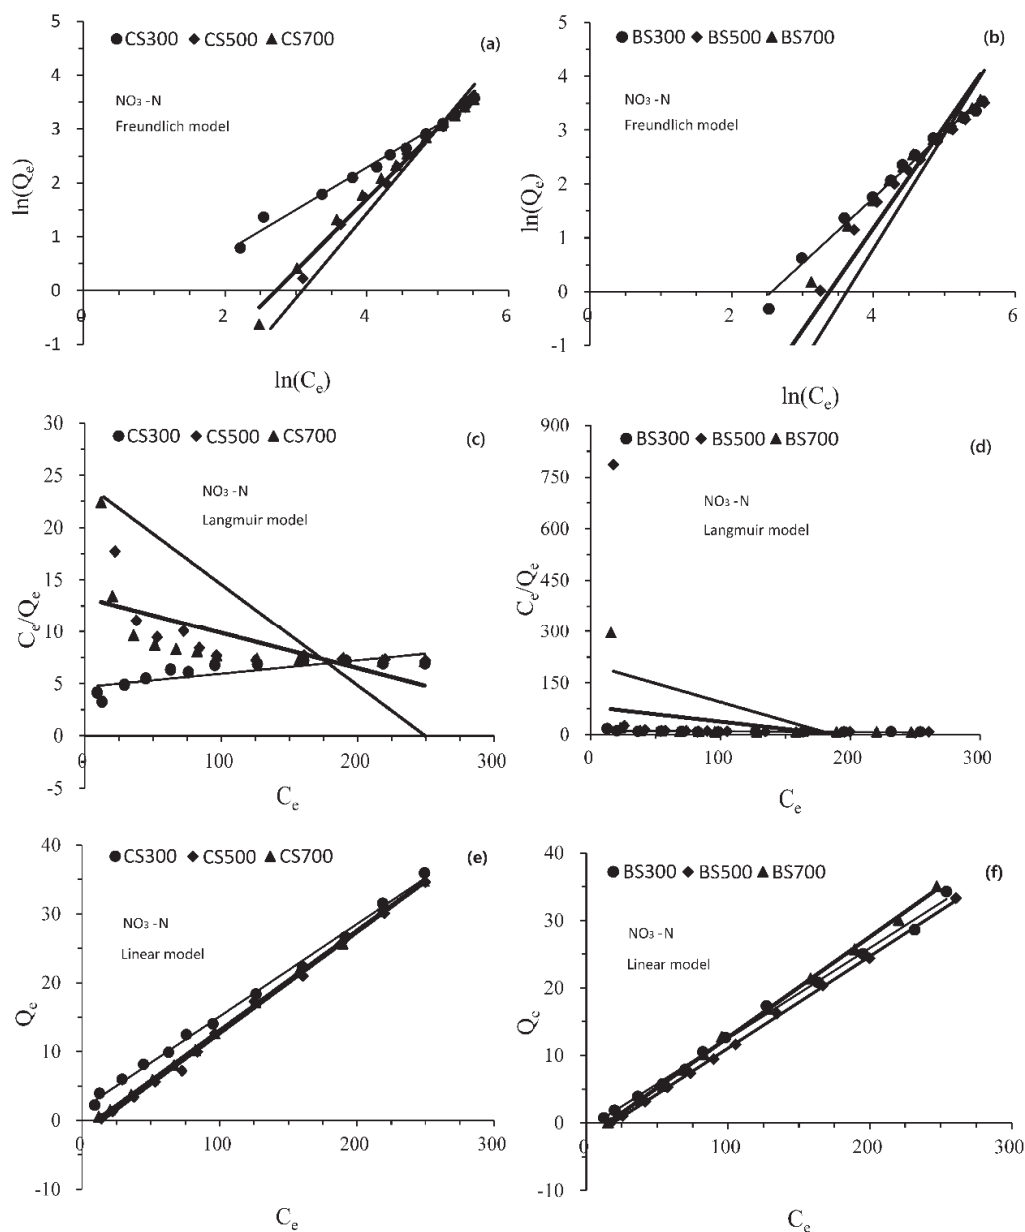 5
4
3
2
1
0
-1
ln(Qe)
CS300 CS500 CS700
(a)
NO3 -N
Freundlich model
0 2 4 6
ln(Ce)
5
4
3
2
1
0
-1
ln(Qe)
BS300 BS500 BS700
(b)
NO3 -N
Freundlich model
0 2 4 6
ln(Ce)
30
25
20
15
10
5
0
-5
Ce/Qe
CS300 CS500 CS700
(c)
NO3 -N
Langmuir model
100 200 300
Ce
900
750
600
450
300
150
0
Ce/Qe
BS300 BS500 BS700
(d)
NO3 -N
Langmuir model
0 100 200 300
Ce
40
30
20
10
0
-10
Qe
CS300 CS500 CS700
(e)
NO3 -N
Linear model
0 100 200 300
Ce
40
30
20
10
0
-10
Qe
BS300 BS500 BS700
(f)
NO3 -N
Linear model
0 100 200 300
Ce